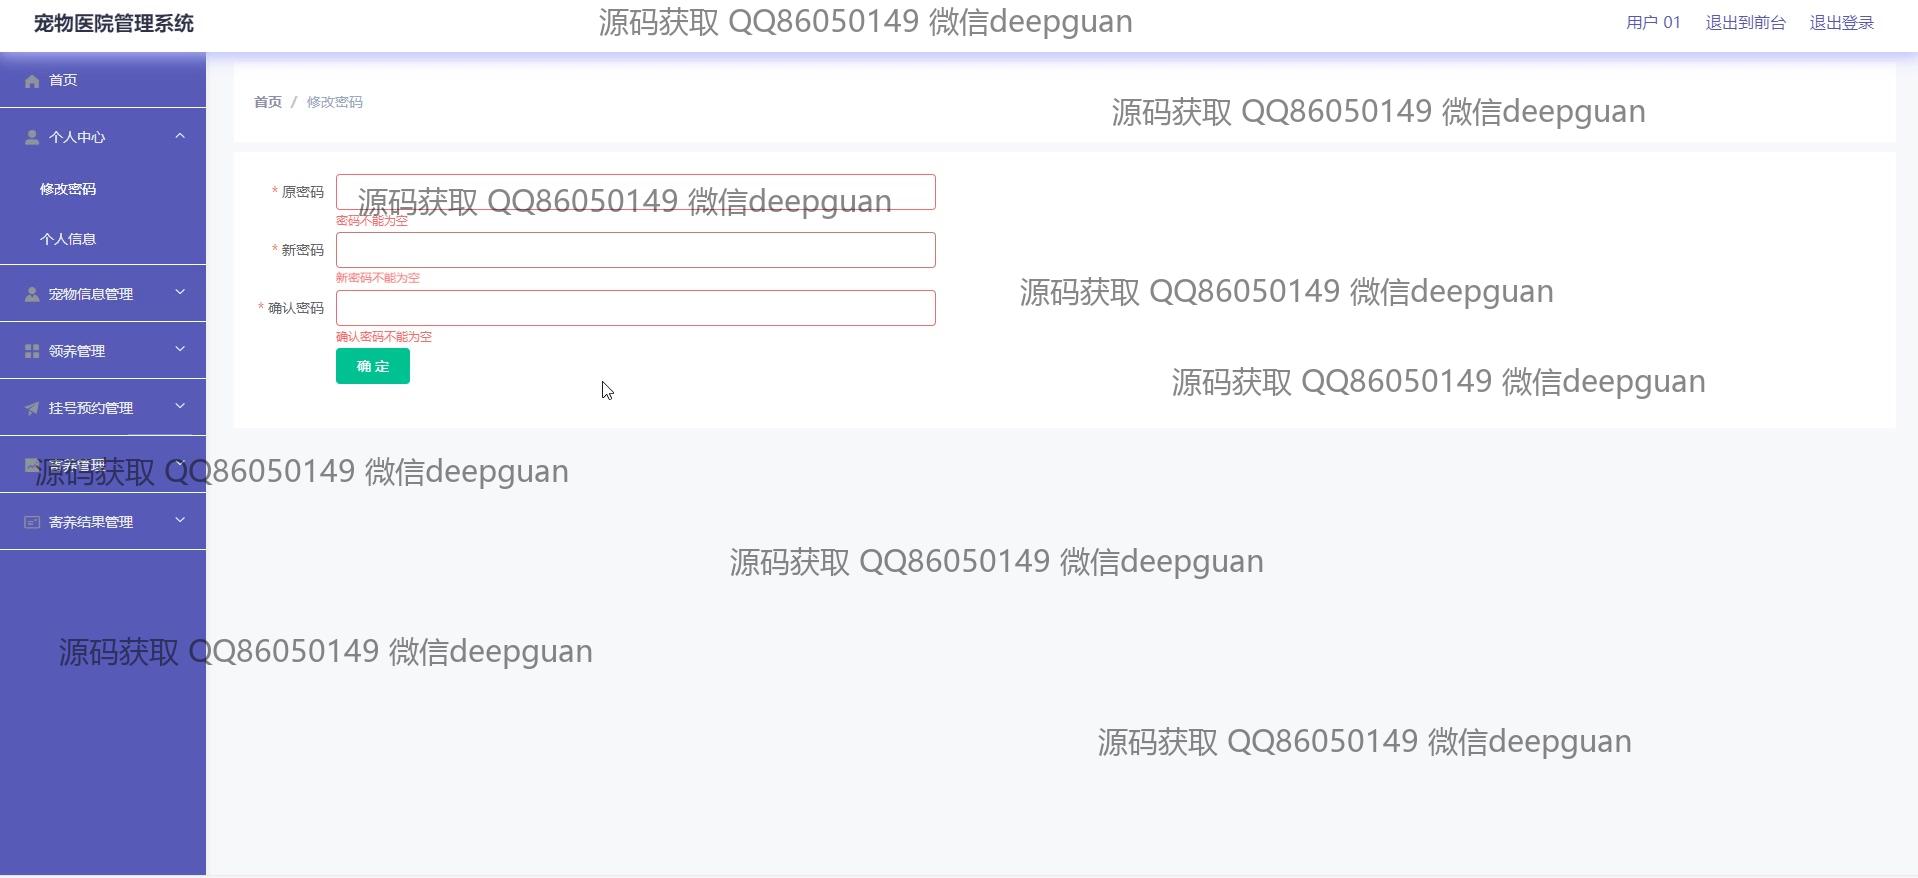 宠物医院管理系统
源码获取 QQ86050149 微信deepguan
用户 01 退出到前台 退出登录
首页
个人中心
修改密码
个人信息
宠物信息管理
领养管理
挂号预约管理
寄养管理
寄养结果管理
首页 / 修改密码
源码获取 QQ86050149 微信deepguan
* 原密码
源码获取 QQ86050149 微信deepguan
密码不能为空
* 新密码
新密码不能为空
源码获取 QQ86050149 微信deepguan
* 确认密码
确认密码不能为空
确 定
源码获取 QQ86050149 微信deepguan
源码获取 QQ86050149 微信deepguan
源码获取 QQ86050149 微信deepguan
源码获取 QQ86050149 微信deepguan
源码获取 QQ86050149 微信deepguan